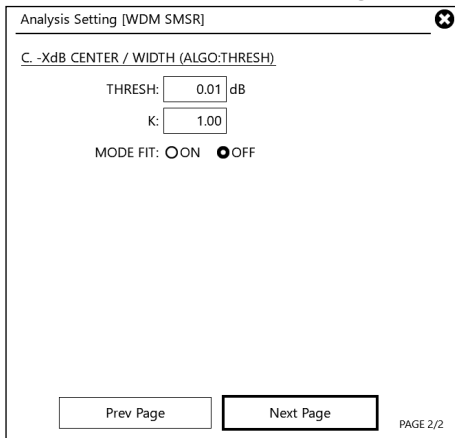 Analysis Setting [WDM SMSR]
C. -XdB CENTER / WIDTH (ALGO:THRESH)
THRESH: 0.01 dB
K: 1.00
MODE FIT: ON OFF
Prev Page Next Page PAGE 2/2